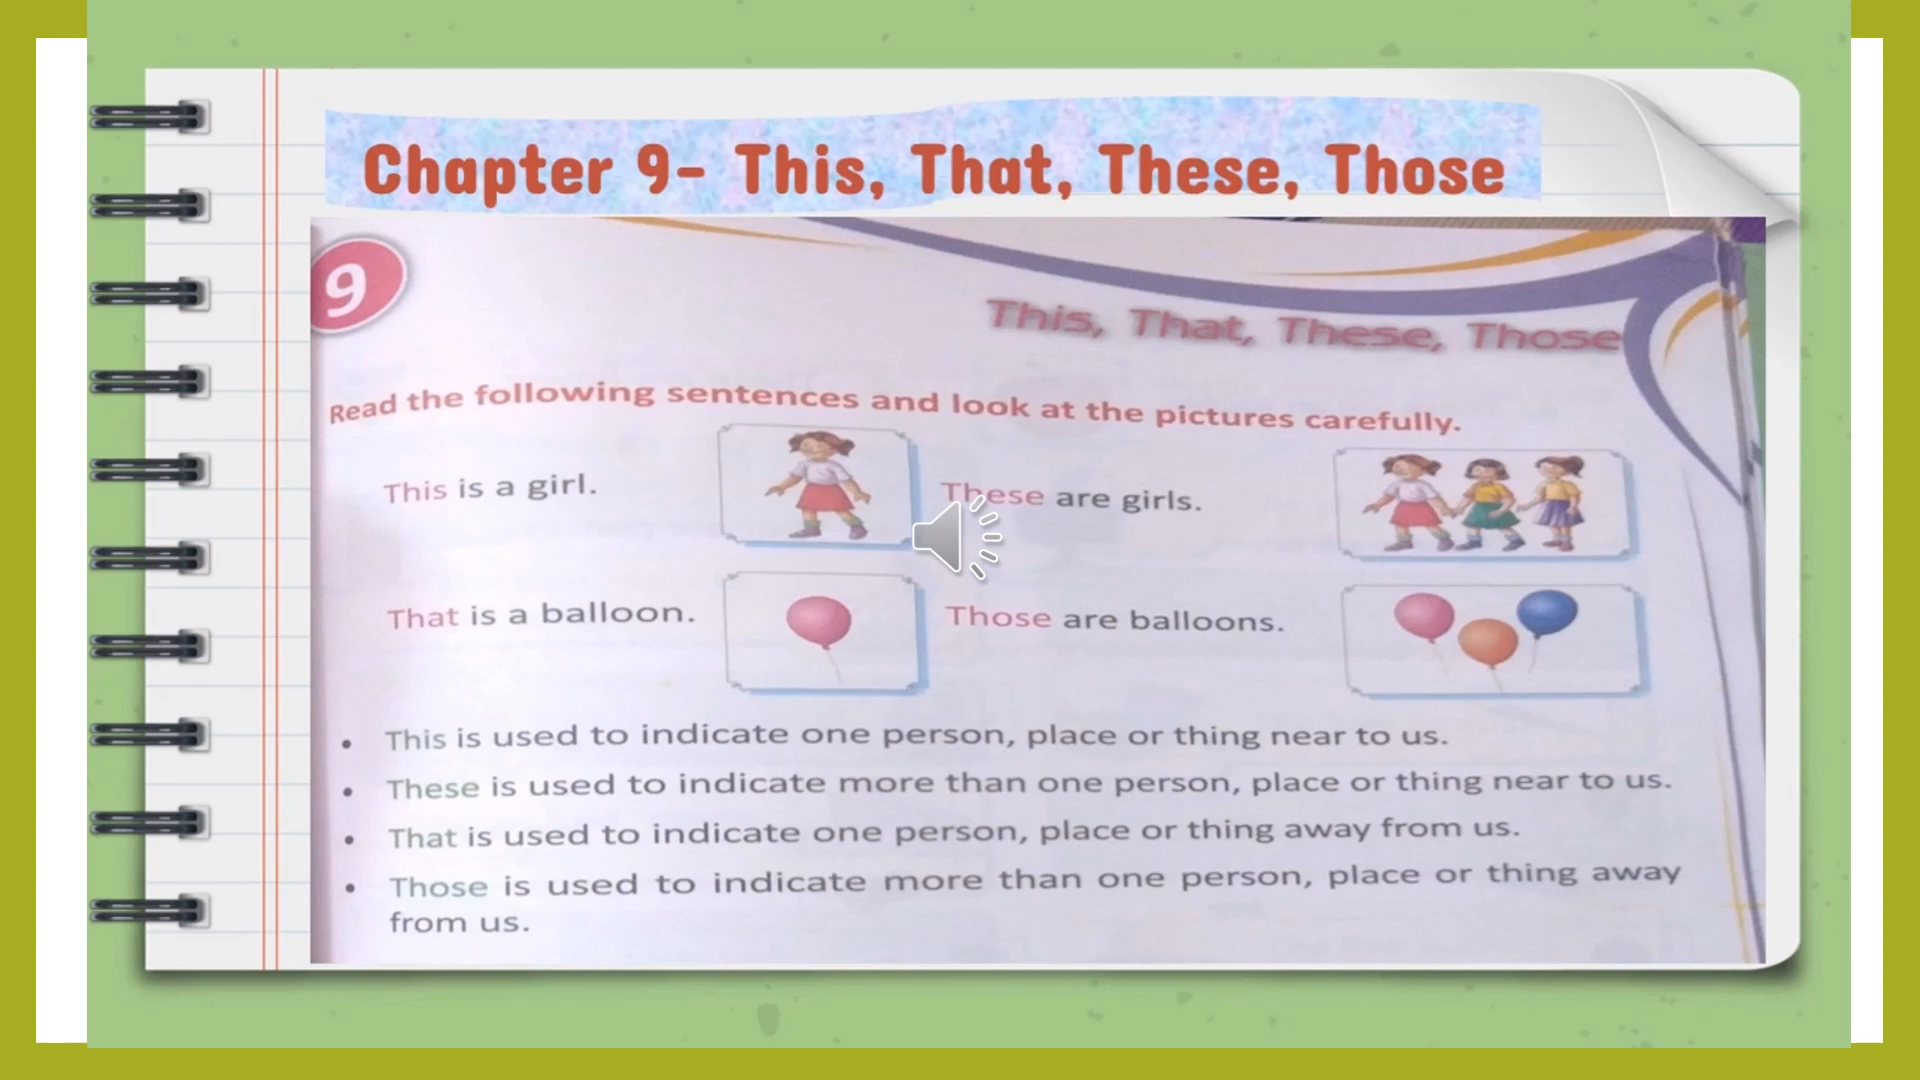 Chapter 9- This, That, These, Those
9
This, That, These, Those
Read the following sentences and look at the pictures carefully.
This is a girl.
These are girls.
That is a balloon.
Those are balloons.
• This is used to indicate one person, place or thing near to us.
• These is used to indicate more than one person, place or thing near to us.
• That is used to indicate one person, place or thing away from us.
• Those is used to indicate more than one person, place or thing away
from us.